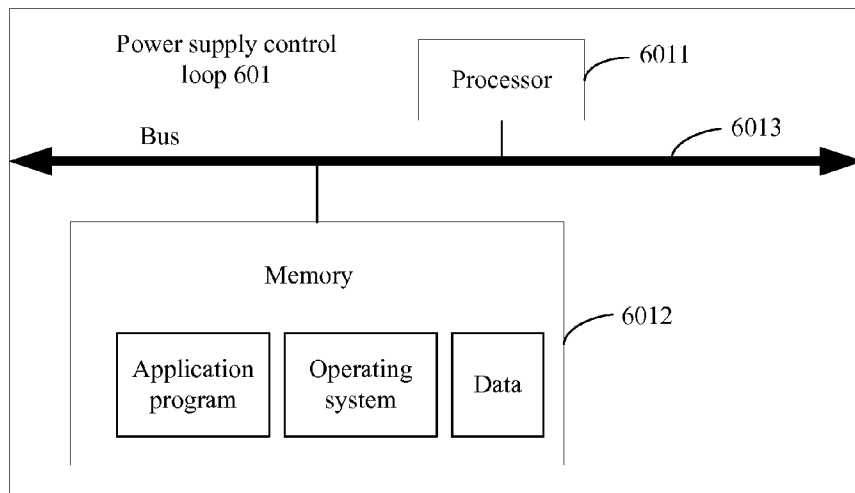 Power supply control
loop 601
Processor
6011
Bus
6013
Memory
6012
Application
program
Operating
system
Data